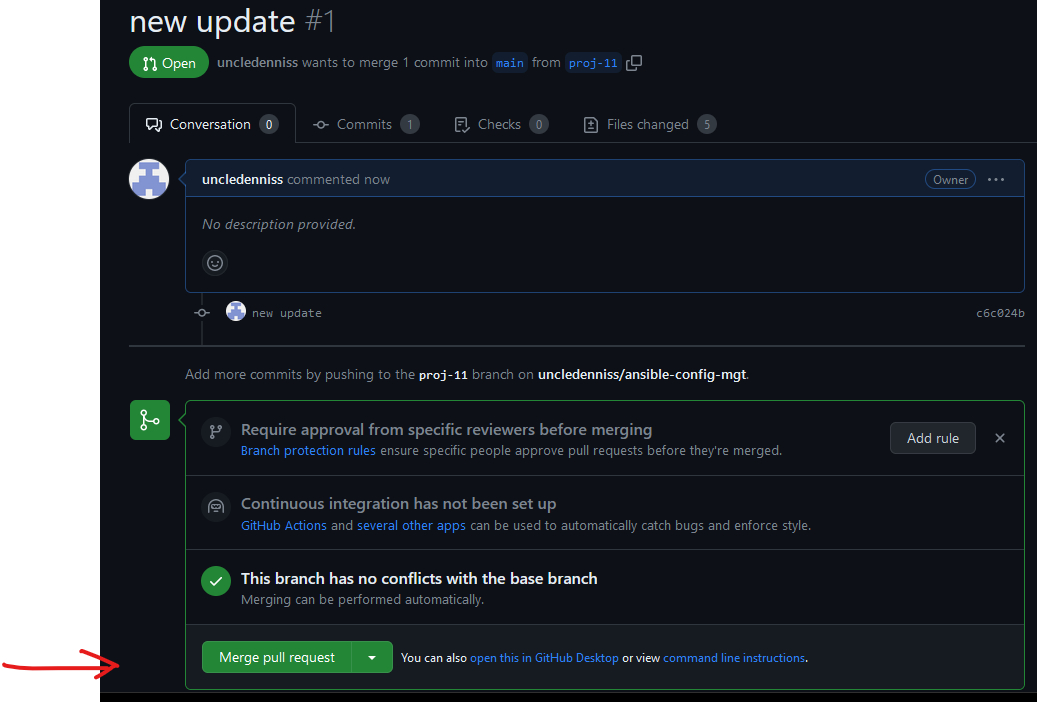 new update #1
Open uncledenniss wants to merge 1 commit into main from proj-11
Conversation 0 Commits 1 Checks 0 Files changed 5
uncledenniss commented now Owner
No description provided.
new update c6c024b
Add more commits by pushing to the proj-11 branch on uncledenniss/ansible-config-mgt.
Require approval from specific reviewers before merging
Branch protection rules ensure specific people approve pull requests before they're merged.
Add rule
Continuous integration has not been set up
GitHub Actions and several other apps can be used to automatically catch bugs and enforce style.
This branch has no conflicts with the base branch
Merging can be performed automatically.
Merge pull request You can also open this in GitHub Desktop or view command line instructions.